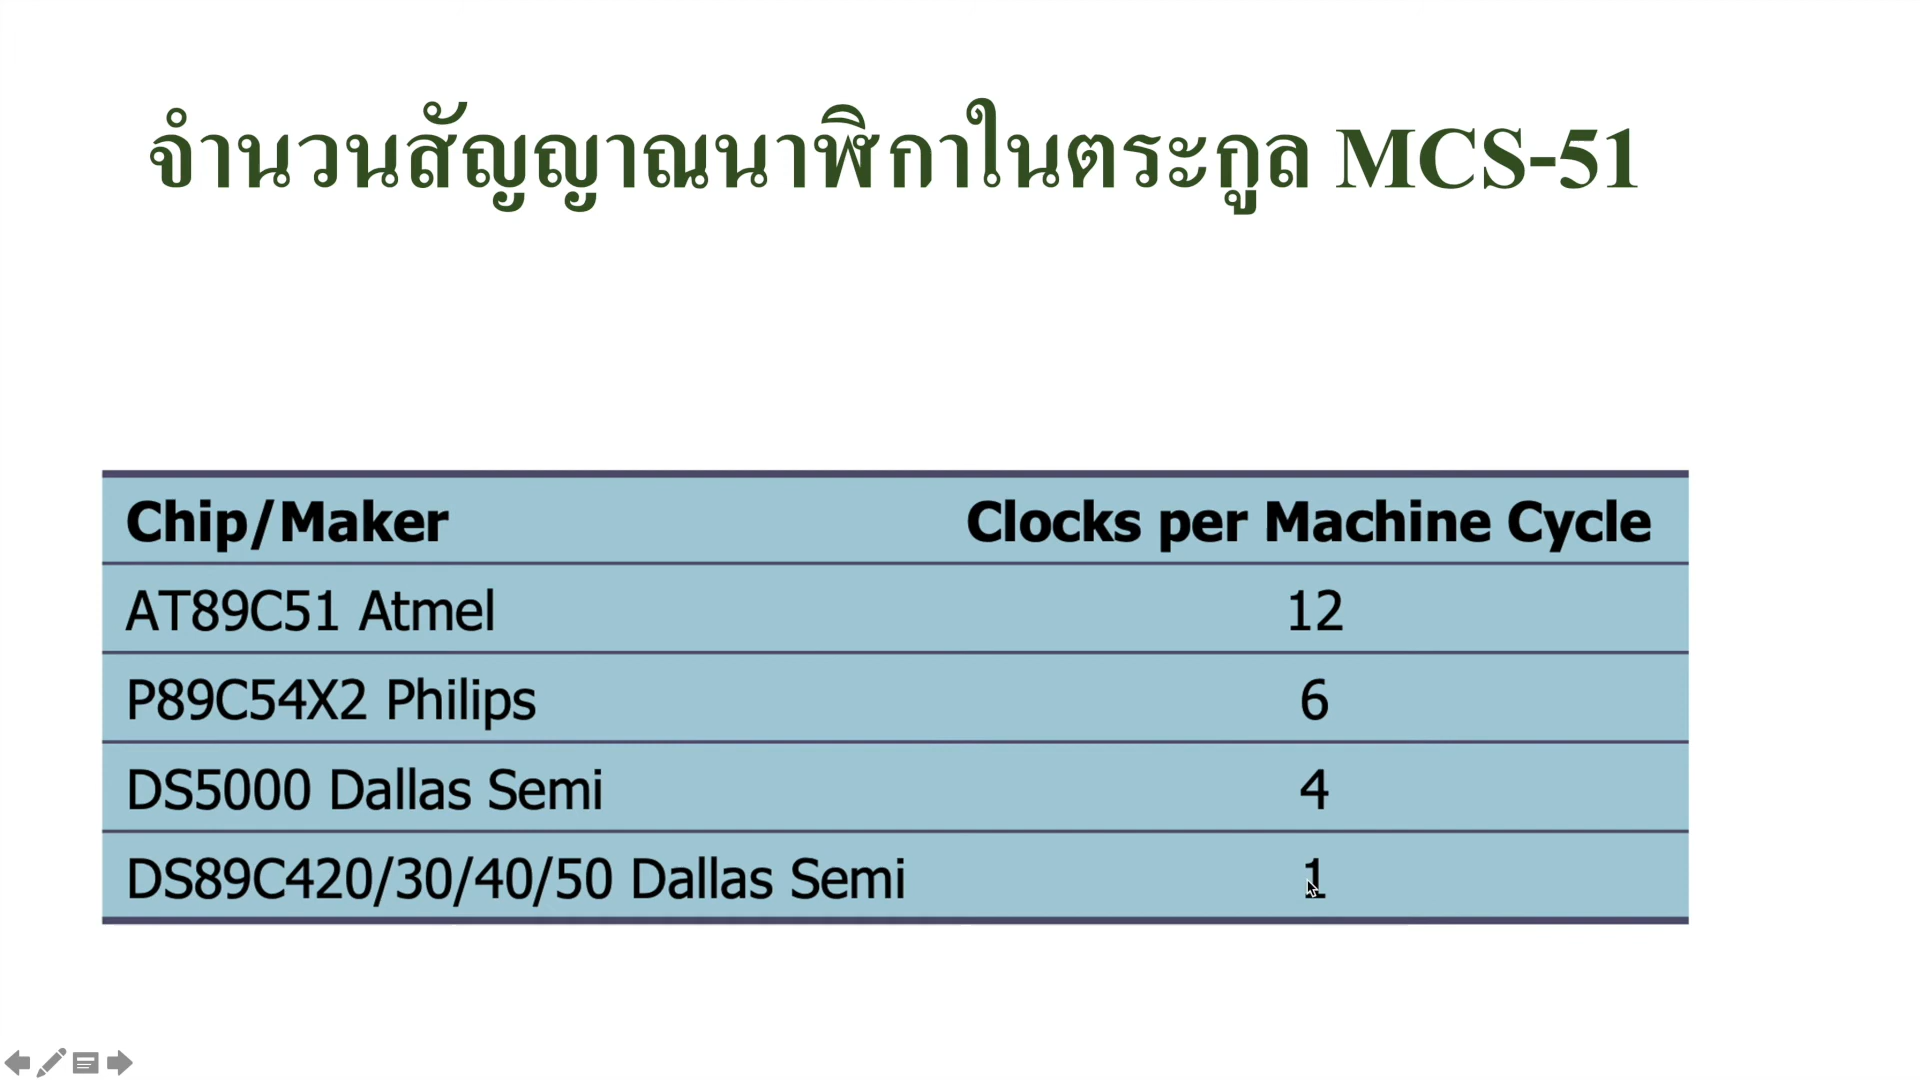 จำนวนสัญญาณนาฬิกาในตระกูล MCS-51
Chip/Maker Clocks per Machine Cycle
AT89C51 Atmel 12
P89C54X2 Philips 6
DS5000 Dallas Semi 4
DS89C420/30/40/50 Dallas Semi 1